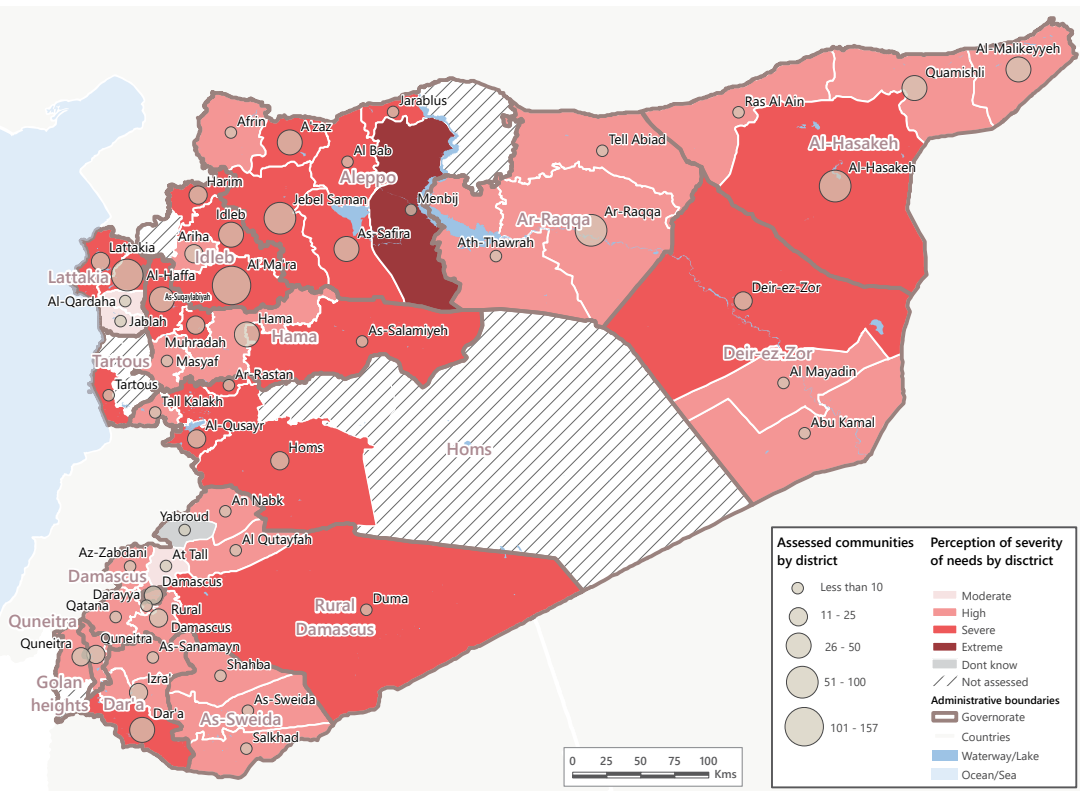 Al-Malikeyyeh
Quamishli
Jarablus
Ras Al Ain
Afrin
A'zaz
Tell Abiad
Al-Hasakeh
Al Bab
Aleppo
Al-Hasakeh
Harim
Jebel Saman
Menbij
Idleb
Ar-Raqqa
Ar-Raqqa
Ariha
As-Safira
Ath-Thawrah
Lattakia
Idleb
Al-Ma'ra
Lattakia
Al-Haffa
Deir-ez-Zor
Al-Qardaha
As-Suqaylabiyah
Jablah
Hama
As-Salamiyeh
Muhradah
Hama
Deir-ez-Zor
Tartous
Masyaf
Al Mayadin
Ar-Rastan
Tartous
Tall Kalakh
Abu Kamal
Al-Qusayr
Homs
Homs
An Nabk
Yabroud
Al Qutayfah
Az-Zabdani
At Tall
Damascus
Damascus
Darayya
Qatana
Rural
Damascus
Rural
Damascus
Duma
Quneitra
Quneitra
Quneitra
As-Sanamayn
Shahba
Golan
heights
Izra'
Dar'a
As-Sweida
Dar'a
As-Sweida
Salkhad
Assessed communities
by district
Less than 10
11 - 25
26 - 50
51 - 100
101 - 157
Perception of severity
of needs by disctrict
Moderate
High
Severe
Extreme
Dont know
Not assessed
Administrative boundaries
Governorate
Countries
Waterway/Lake
Ocean/Sea
0 25 50 75 100
Kms